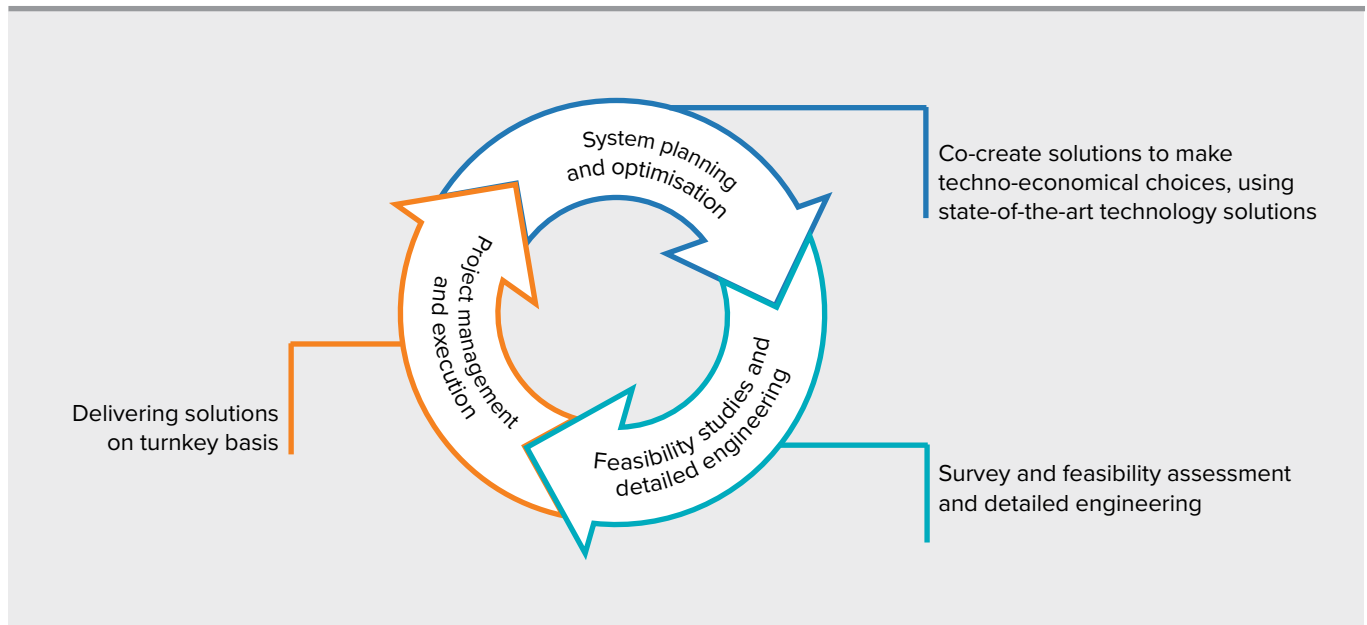 System planning
and optimisation
Co-create solutions to make
techno-economical choices, using
state-of-the-art technology solutions
Feasibility studies and
detailed engineering
Survey and feasibility assessment
and detailed engineering
Project management
and execution
Delivering solutions
on turnkey basis